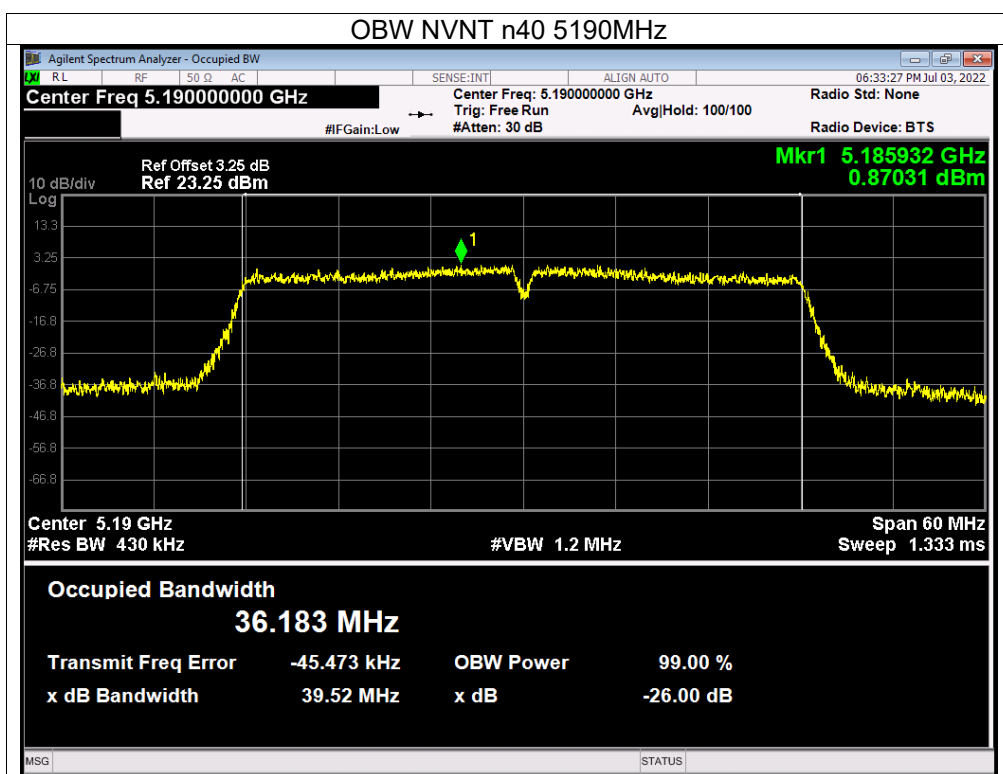 OBW NVNT n40 5190MHz
Agilent Spectrum Analyzer - Occupied BW
LXI RL RF 50 Ω AC SENSE:INT ALIGN AUTO 06:33:27 PM Jul 03, 2022
Center Freq 5.190000000 GHz Center Freq: 5.190000000 GHz Radio Std: None
Trig: Free Run Avg|Hold: 100/100
#IFGain:Low #Atten: 30 dB Radio Device: BTS
Mkr1 5.185932 GHz
Ref Offset 3.25 dB
10 dB/div Ref 23.25 dBm 0.87031 dBm
Log
13.3
1
3.25
-6.75
-16.8
-26.8
-36.8
-46.8
-56.8
-66.8
Center 5.19 GHz Span 60 MHz
#Res BW 430 kHz #VBW 1.2 MHz Sweep 1.333 ms
Occupied Bandwidth
36.183 MHz
Transmit Freq Error -45.473 kHz OBW Power 99.00 %
x dB Bandwidth 39.52 MHz x dB -26.00 dB
MSG STATUS